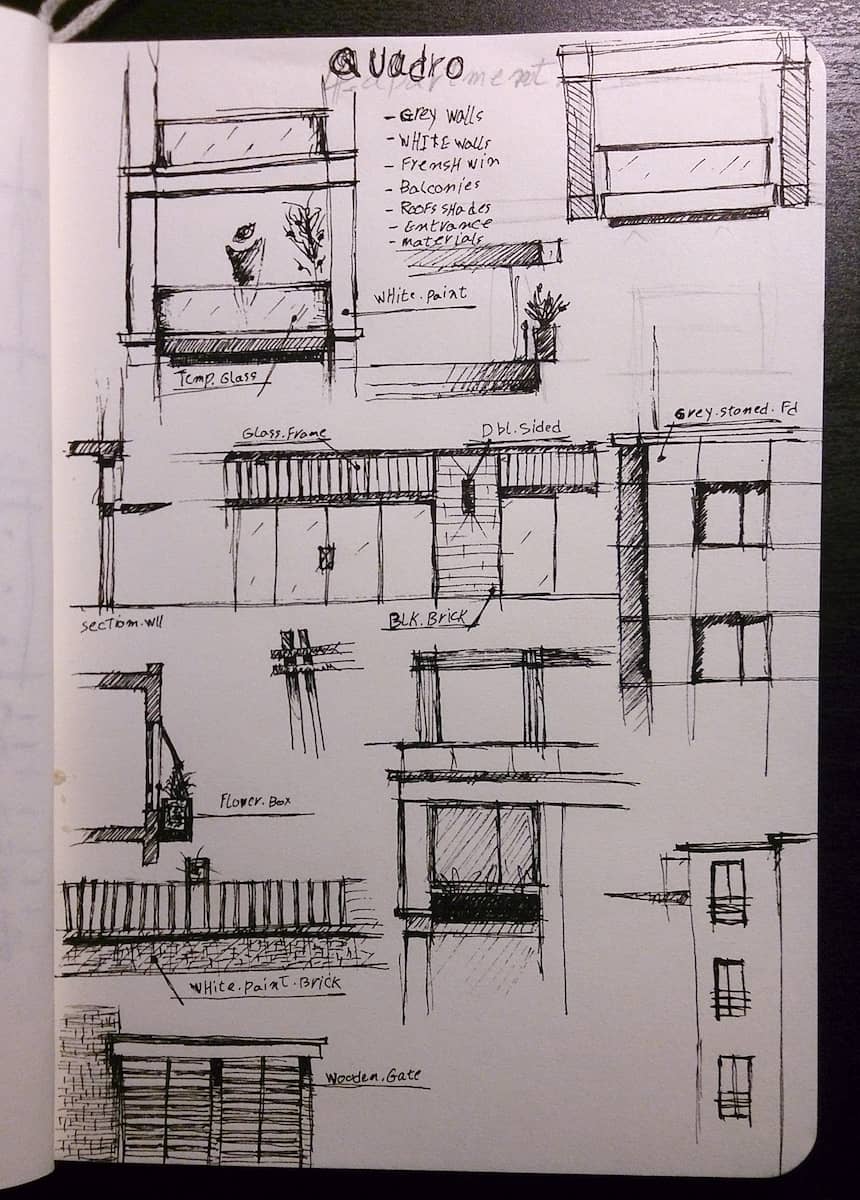 Quadro
Apartment.
- Grey walls
- WHITE walls
- FrensH win
- Balconies
- RooFs sHades
- Entrance
- materials
WHite.paint
Temp.Glass
Glass.Frame
Dbl.Sided
Grey.stoned.Fd
section.wll
BLK.Brick
Flower.Box
WHite.paint.Brick
Wooden.Gate